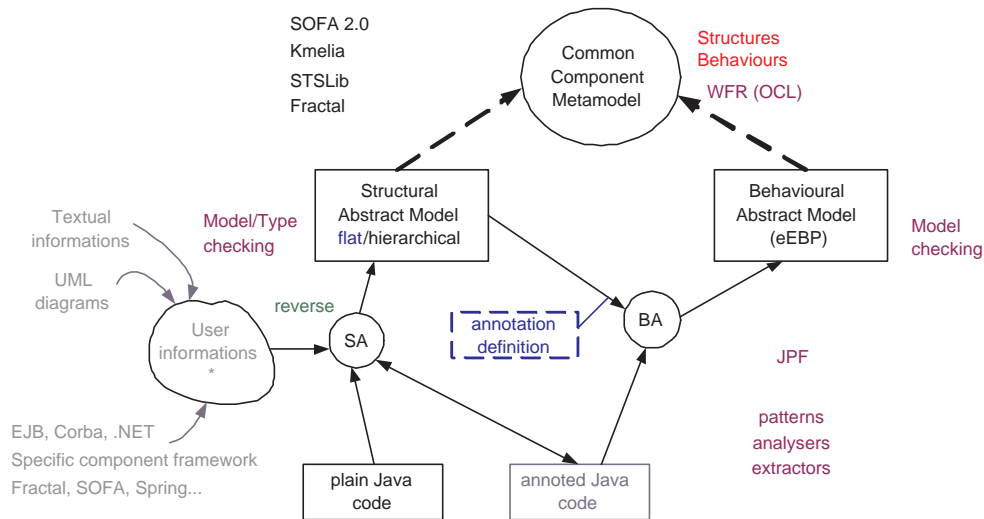 SOFA 2.0
Kmelia
STSLib
Fractal
Common
Component
Metamodel
Structures
Behaviours
WFR (OCL)
Textual
informations
UML
diagrams
Model/Type
checking
Structural
Abstract Model
flat/hierarchical
Behavioural
Abstract Model
(eEBP)
Model
checking
reverse
User
informations
*
SA
annotation
definition
BA
JPF
patterns
analysers
extractors
EJB, Corba, .NET
Specific component framework
Fractal, SOFA, Spring...
plain Java
code
annoted Java
code